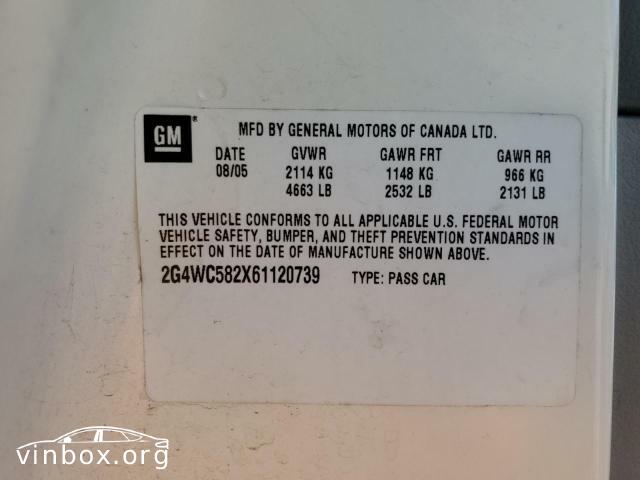 GM®
MFD BY GENERAL MOTORS OF CANADA LTD.
DATE GVWR GAWR FRT GAWR RR
08/05 2114 KG 1148 KG 966 KG
4663 LB 2532 LB 2131 LB
THIS VEHICLE CONFORMS TO ALL APPLICABLE U.S. FEDERAL MOTOR
VEHICLE SAFETY, BUMPER, AND THEFT PREVENTION STANDARDS IN
EFFECT ON THE DATE OF MANUFACTURE SHOWN ABOVE.
2G4WC582X61120739 TYPE: PASS CAR
vinbox.org